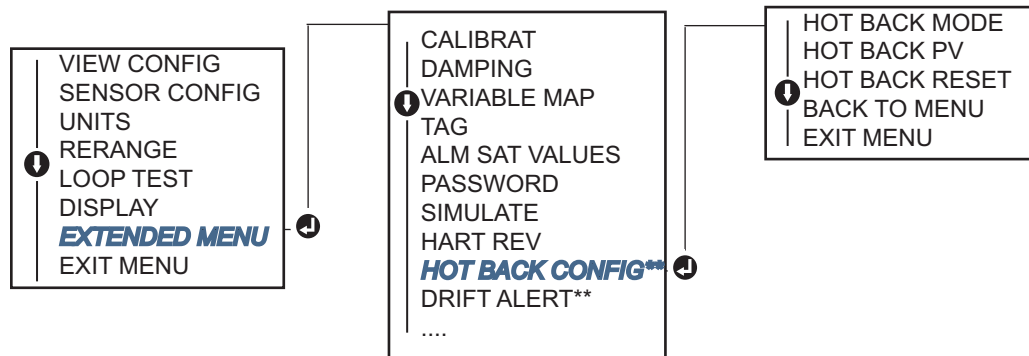 VIEW CONFIG
SENSOR CONFIG
UNITS
RERANGE
LOOP TEST
DISPLAY
EXTENDED MENU
EXIT MENU
CALIBRAT
DAMPING
VARIABLE MAP
TAG
ALM SAT VALUES
PASSWORD
SIMULATE
HART REV
HOT BACK CONFIG**
DRIFT ALERT**
....
HOT BACK MODE
HOT BACK PV
HOT BACK RESET
BACK TO MENU
EXIT MENU